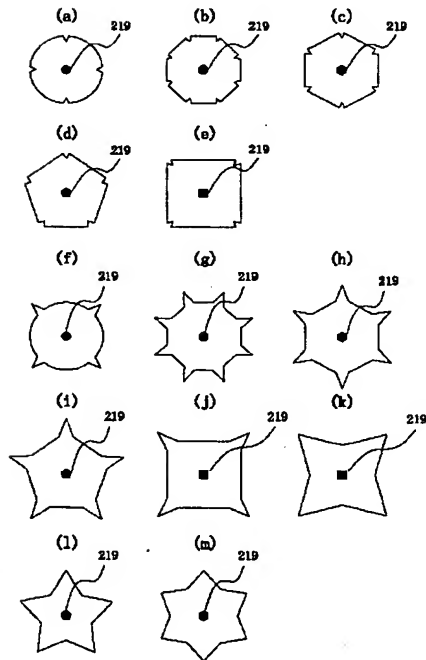 (a) (b) (c)
219 219 219
(d) (e)
219 219
(f) (g) (h)
219 219 219
(i) (j) (k)
219 219 219
(l) (m)
219 219